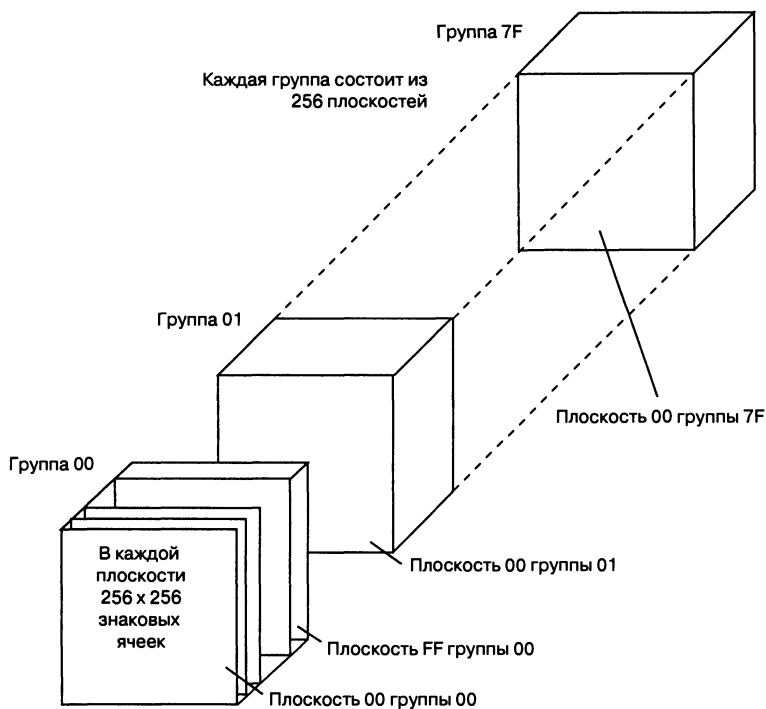 Группа 7F
Каждая группа состоит из
256 плоскостей
Группа 01
Плоскость 00 группы 7F
Группа 00
В каждой
плоскости
256 x 256
знаковых
ячеек
Плоскость 00 группы 01
Плоскость FF группы 00
Плоскость 00 группы 00